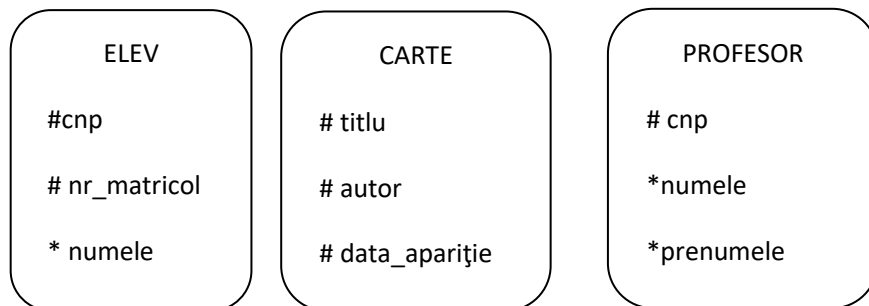 ELEV
#cnp
# nr_matricol
* numele
CARTE
# titlu
# autor
# data_apariţie
PROFESOR
# cnp
*numele
*prenumele